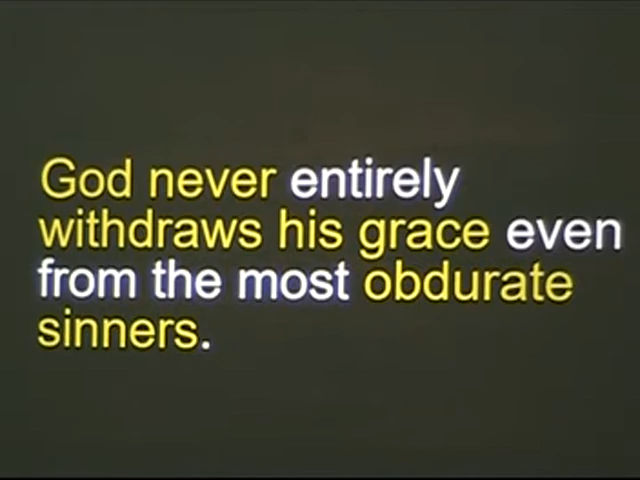 God never entirely
withdraws his grace even
from the most obdurate
sinners.